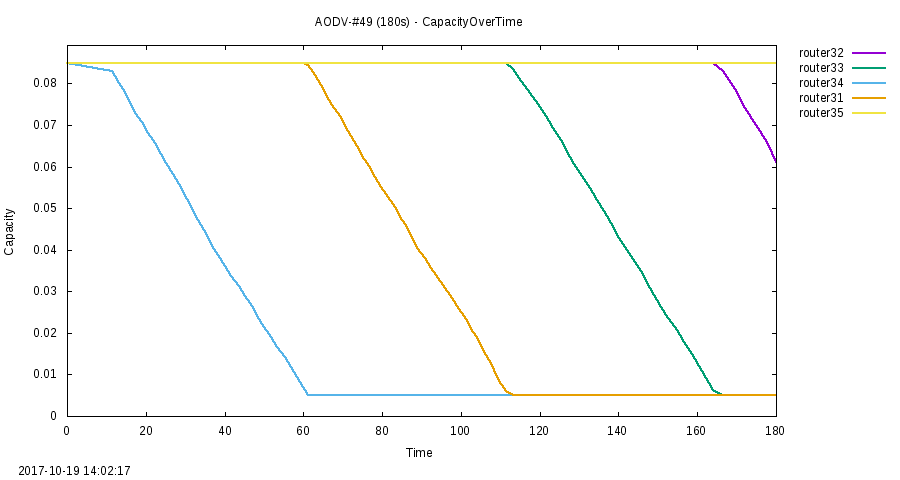 AODV-#49 (180s) - CapacityOverTime
router32
router33
router34
router31
router35
0.08
0.07
0.06
0.05
0.04
0.03
0.02
0.01
0
Capacity
0 20 40 60 80 100 120 140 160 180
Time
2017-10-19 14:02:17